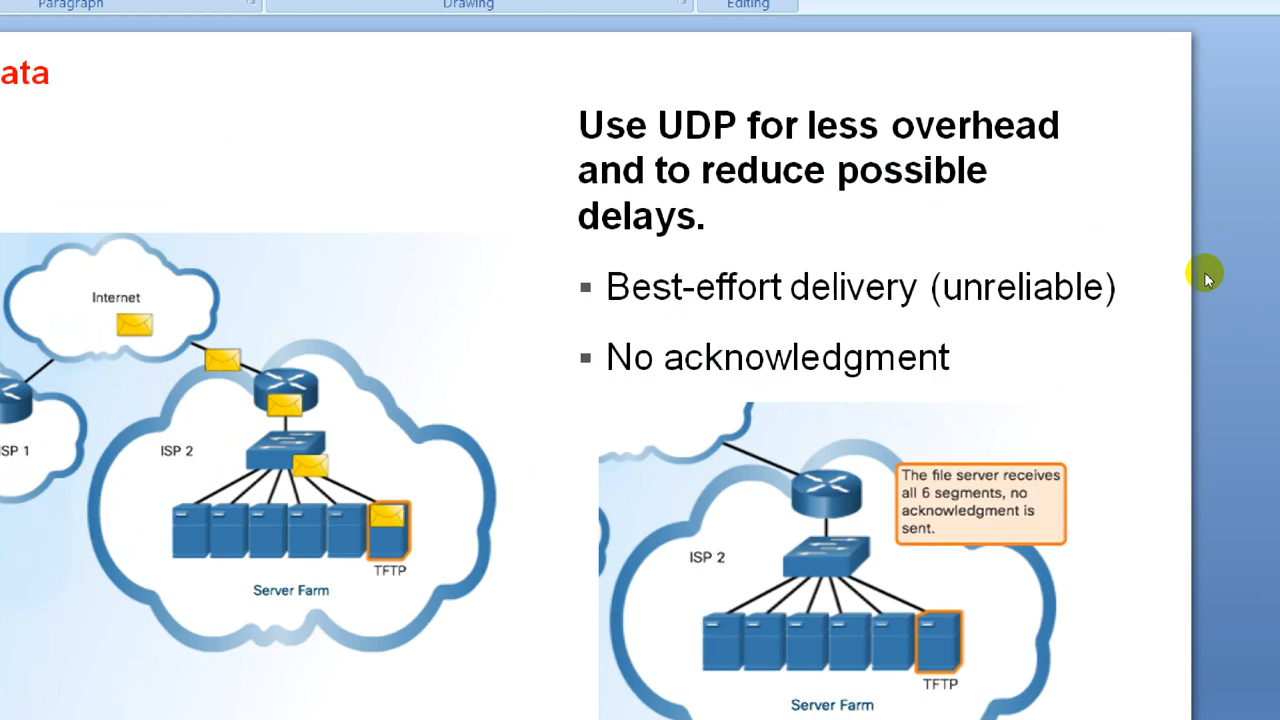 Paragraph
Drawing
Editing
ata
Use UDP for less overhead
and to reduce possible
delays.
Best-effort delivery (unreliable)
No acknowledgment
Internet
ISP 1
ISP 2
TFTP
Server Farm
The file server receives
all 6 segments, no
acknowledgment is
sent.
ISP 2
TFTP
Server Farm